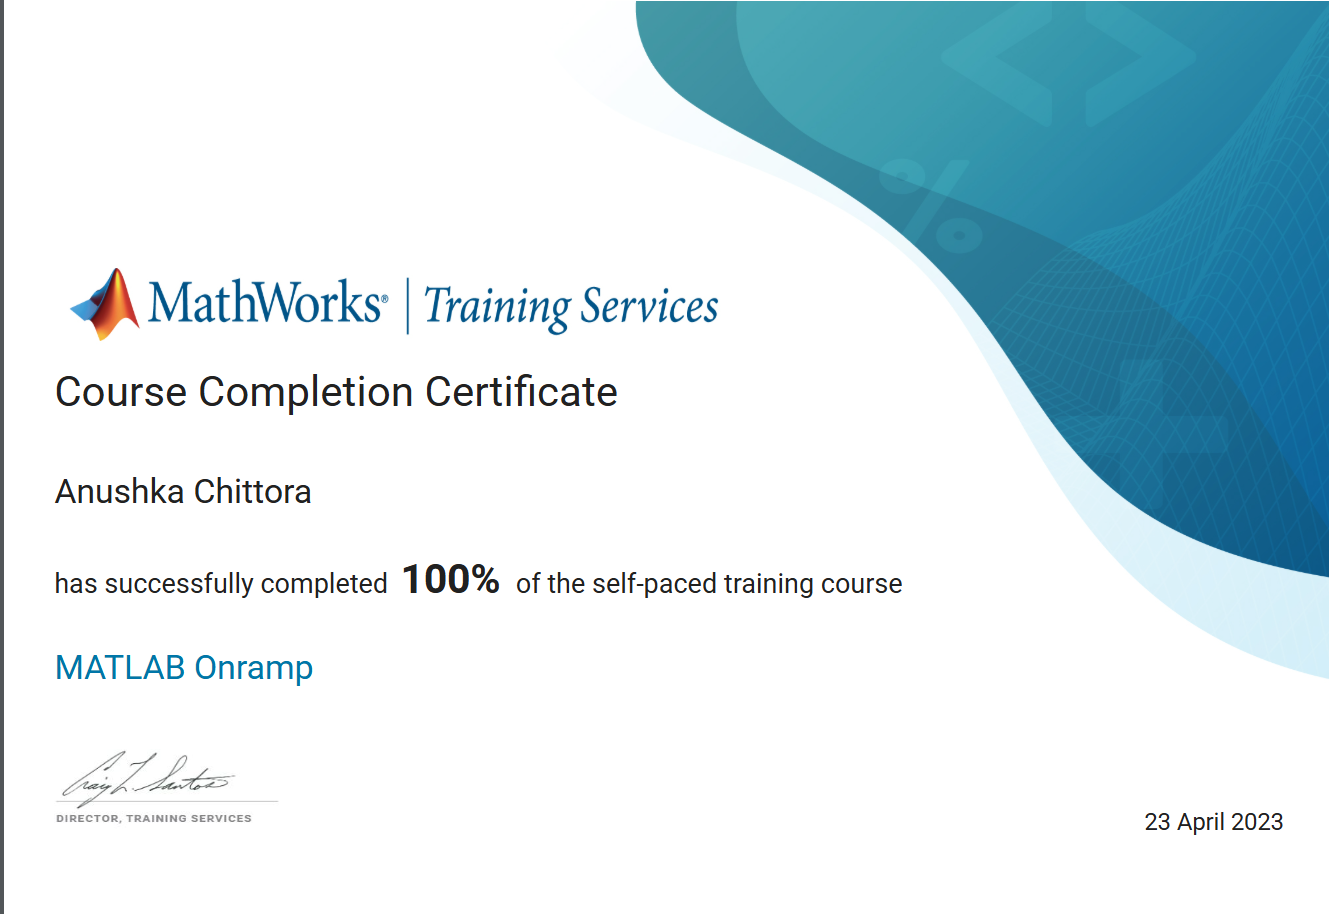 MathWorks® | Training Services
Course Completion Certificate
Anushka Chittora
has successfully completed 100% of the self-paced training course
MATLAB Onramp
Craig L. Santos
DIRECTOR, TRAINING SERVICES
23 April 2023